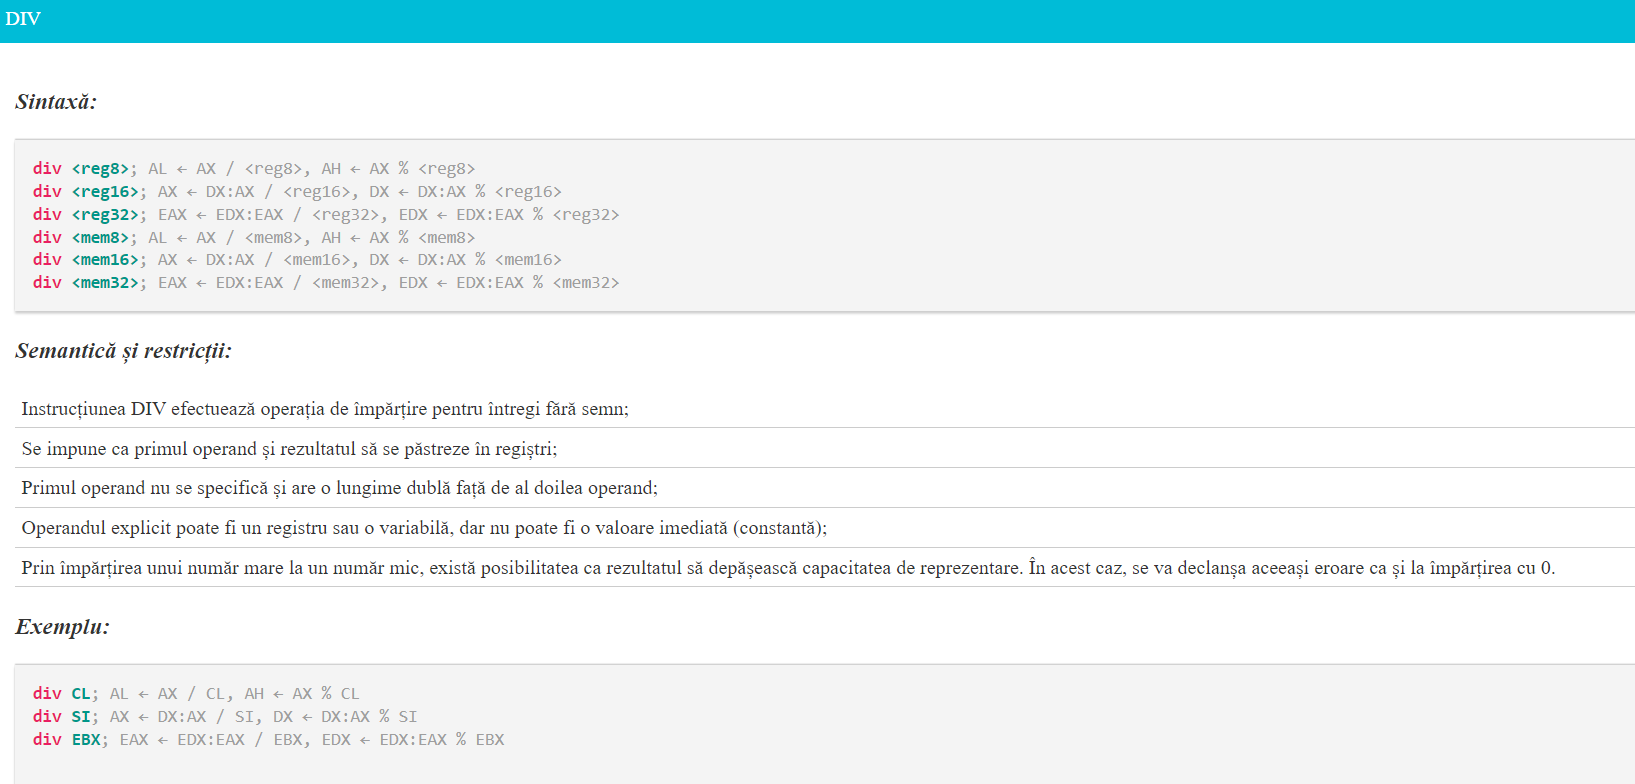 DIV
Sintaxă:
div <reg8>; AL ← AX / <reg8>, AH ← AX % <reg8>
div <reg16>; AX ← DX:AX / <reg16>, DX ← DX:AX % <reg16>
div <reg32>; EAX ← EDX:EAX / <reg32>, EDX ← EDX:EAX % <reg32>
div <mem8>; AL ← AX / <mem8>, AH ← AX % <mem8>
div <mem16>; AX ← DX:AX / <mem16>, DX ← DX:AX % <mem16>
div <mem32>; EAX ← EDX:EAX / <mem32>, EDX ← EDX:EAX % <mem32>
Semantică și restricții:
Instrucțiunea DIV efectuează operația de împărțire pentru întregi fără semn;
Se impune ca primul operand și rezultatul să se păstreze în regiștri;
Primul operand nu se specifică și are o lungime dublă față de al doilea operand;
Operandul explicit poate fi un registru sau o variabilă, dar nu poate fi o valoare imediată (constantă);
Prin împărțirea unui număr mare la un număr mic, există posibilitatea ca rezultatul să depășească capacitatea de reprezentare. În acest caz, se va declanșa aceeași eroare ca și la împărțirea cu 0.
Exemplu:
div CL; AL ← AX / CL, AH ← AX % CL
div SI; AX ← DX:AX / SI, DX ← DX:AX % SI
div EBX; EAX ← EDX:EAX / EBX, EDX ← EDX:EAX % EBX